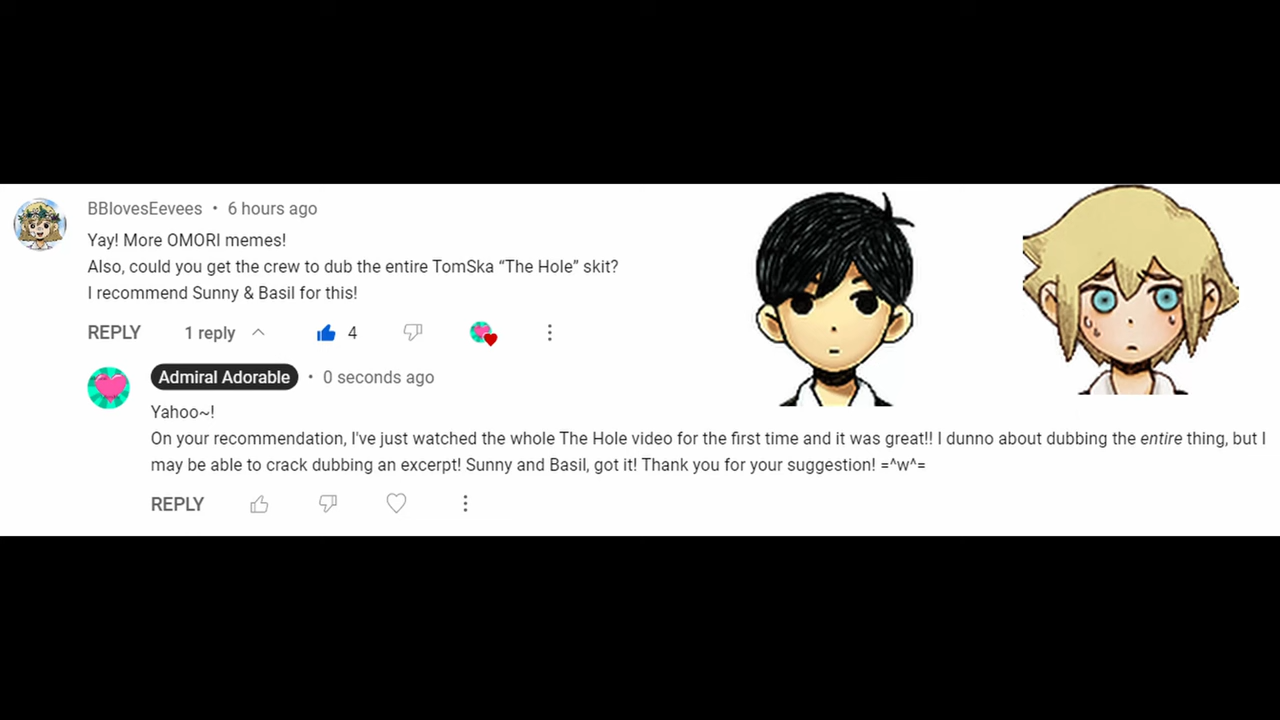 BBlovesEevees • 6 hours ago
Yay! More OMORI memes!
Also, could you get the crew to dub the entire TomSka “The Hole” skit?
I recommend Sunny & Basil for this!
REPLY 1 reply 4
Admiral Adorable • 0 seconds ago
Yahoo~!
On your recommendation, I've just watched the whole The Hole video for the first time and it was great!! I dunno about dubbing the entire thing, but I
may be able to crack dubbing an excerpt! Sunny and Basil, got it! Thank you for your suggestion! =^w^=
REPLY